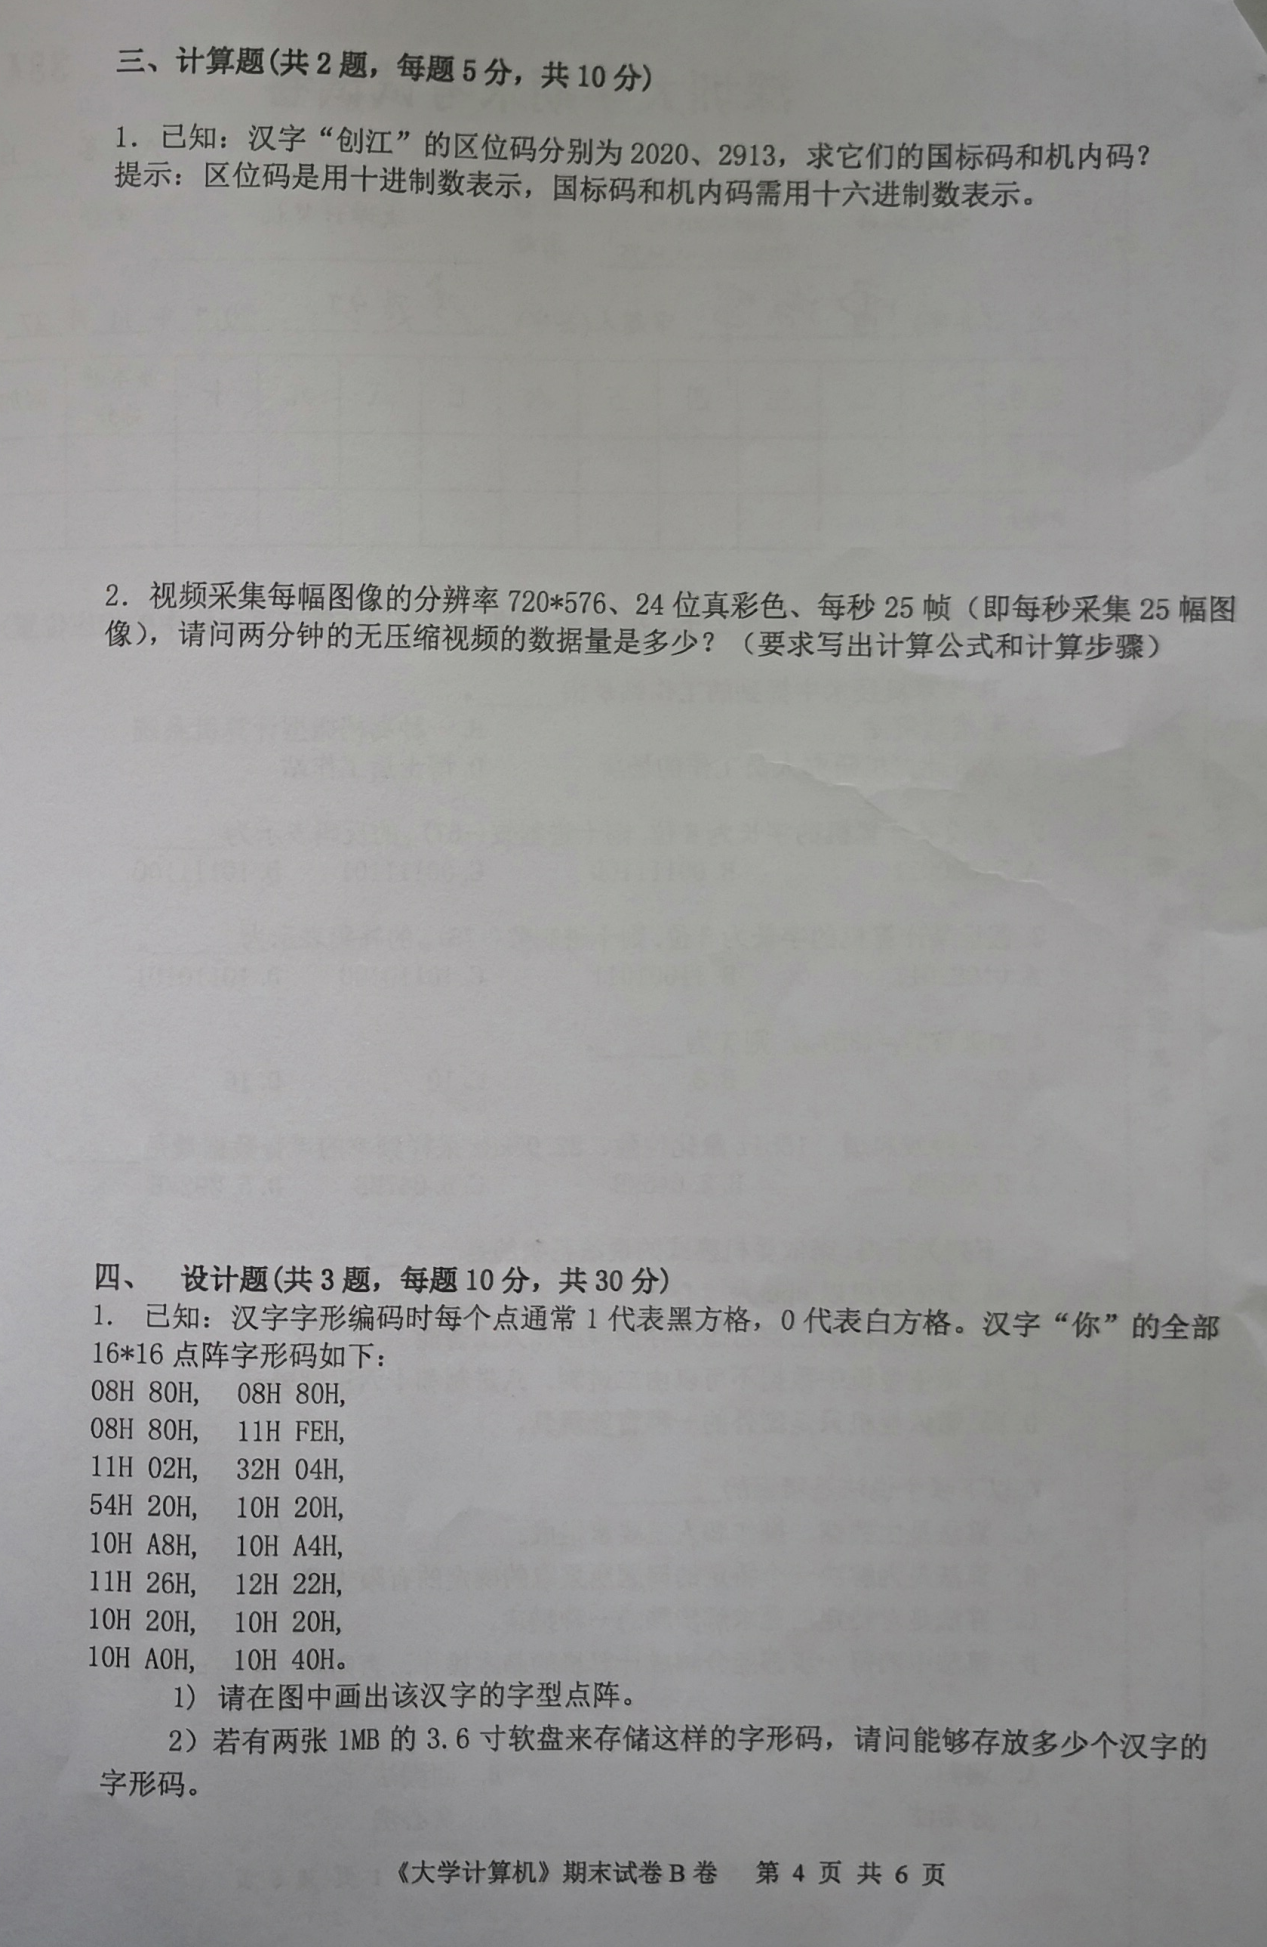 三、计算题(共2题，每题5分，共10分)
1. 已知：汉字“创江”的区位码分别为2020、2913，求它们的国标码和机内码？
提示：区位码是用十进制数表示，国标码和机内码需用十六进制数表示。
2. 视频采集每幅图像的分辨率720*576、24位真彩色、每秒25帧（即每秒采集25幅图
像），请问两分钟的无压缩视频的数据量是多少？（要求写出计算公式和计算步骤）
四、 设计题(共3题，每题10分，共30分)
1. 已知：汉字字形编码时每个点通常1代表黑方格，0代表白方格。汉字“你”的全部
16*16点阵字形码如下：
08H 80H, 08H 80H,
08H 80H, 11H FEH,
11H 02H, 32H 04H,
54H 20H, 10H 20H,
10H A8H, 10H A4H,
11H 26H, 12H 22H,
10H 20H, 10H 20H,
10H A0H, 10H 40H。
1) 请在图中画出该汉字的字型点阵。
2）若有两张1MB的3.6寸软盘来存储这样的字形码，请问能够存放多少个汉字的
字形码。
《大学计算机》期末试卷B卷 第 4 页 共 6 页